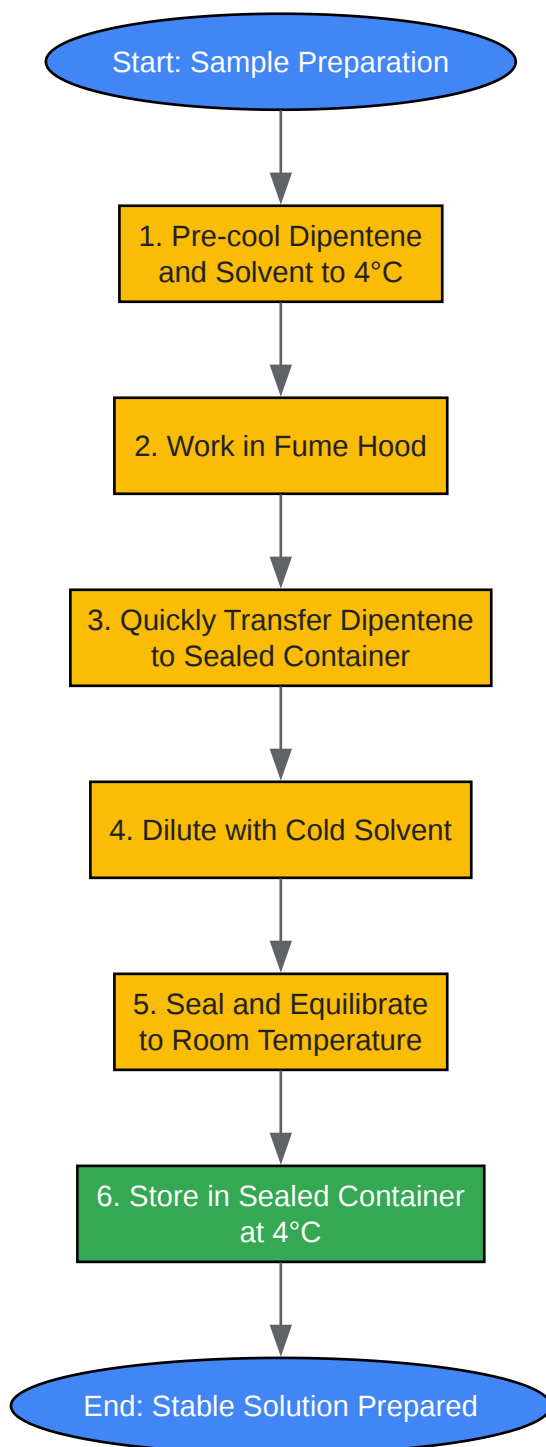 Start: Sample Preparation
1. Pre-cool Dipentene
and Solvent to 4°C
2. Work in Fume Hood
3. Quickly Transfer Dipentene
to Sealed Container
4. Dilute with Cold Solvent
5. Seal and Equilibrate
to Room Temperature
6. Store in Sealed Container
at 4°C
End: Stable Solution Prepared